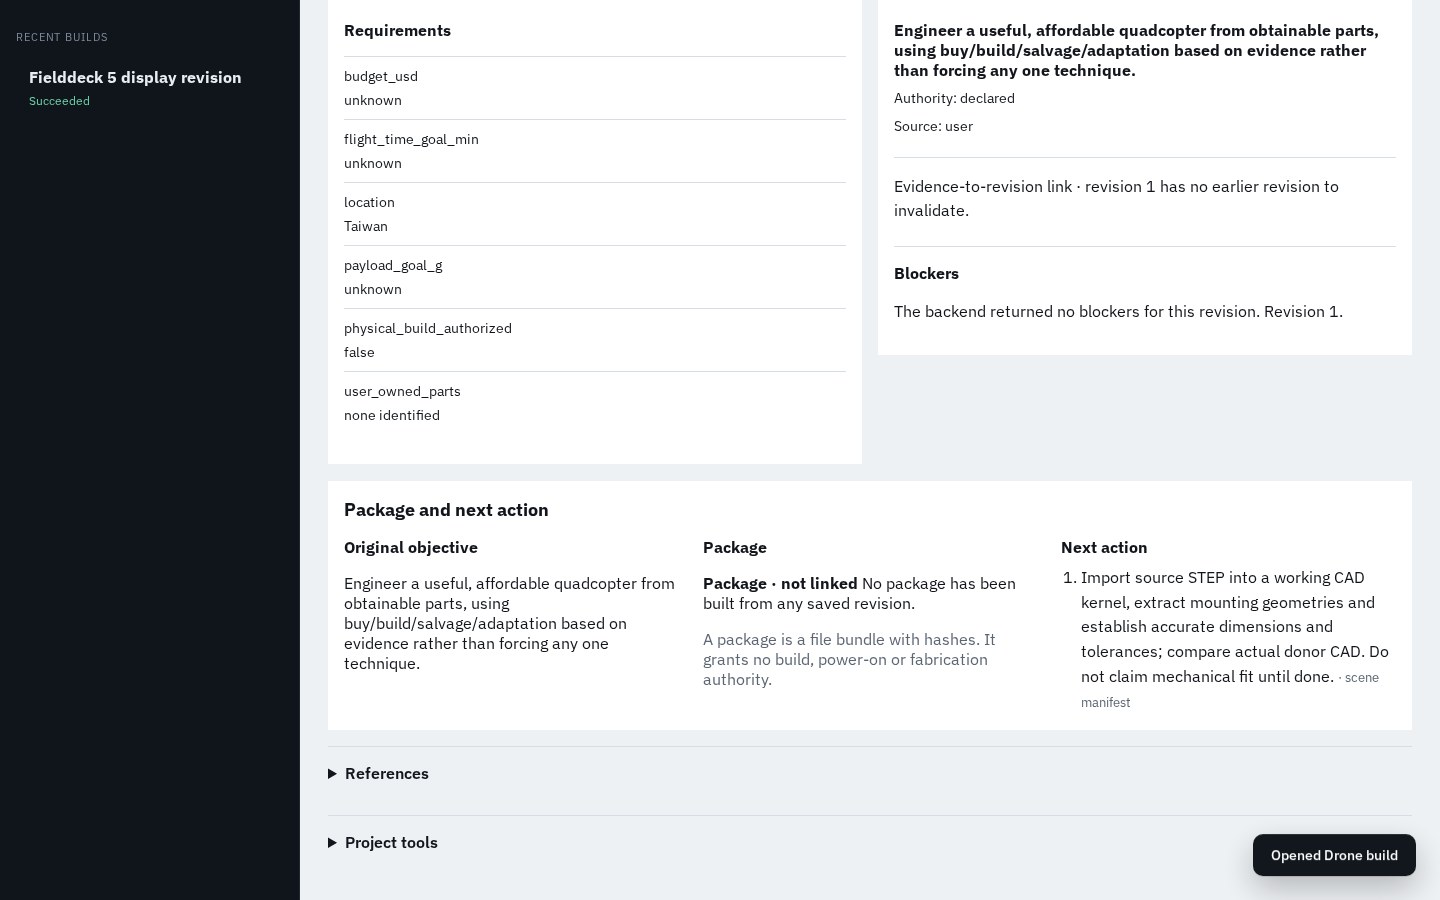 RECENT BUILDS
Fielddeck 5 display revision
Succeeded
Requirements
budget_usd
unknown
flight_time_goal_min
unknown
location
Taiwan
payload_goal_g
unknown
physical_build_authorized
false
user_owned_parts
none identified
Engineer a useful, affordable quadcopter from obtainable parts,
using buy/build/salvage/adaptation based on evidence rather
than forcing any one technique.
Authority: declared
Source: user
Evidence-to-revision link · revision 1 has no earlier revision to
invalidate.
Blockers
The backend returned no blockers for this revision. Revision 1.
Package and next action
Original objective
Engineer a useful, affordable quadcopter from
obtainable parts, using
buy/build/salvage/adaptation based on
evidence rather than forcing any one
technique.
Package
Package · not linked No package has been
built from any saved revision.
A package is a file bundle with hashes. It
grants no build, power-on or fabrication
authority.
Next action
1. Import source STEP into a working CAD
kernel, extract mounting geometries and
establish accurate dimensions and
tolerances; compare actual donor CAD. Do
not claim mechanical fit until done. · scene
manifest
References
Project tools
Opened Drone build